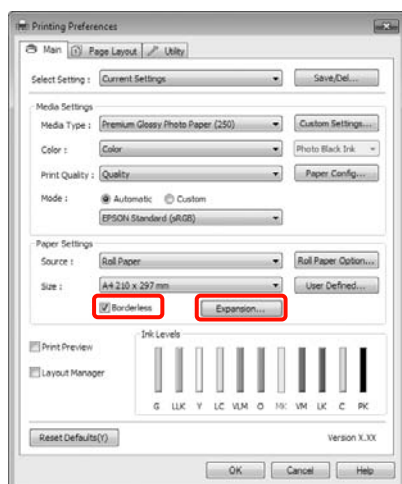 Printing Preferences
Main Page Layout Utility
Select Setting : Current Settings Save/Del...
Media Settings
Media Type : Premium Glossy Photo Paper (250) Custom Settings...
Color : Color Photo Black Ink
Print Quality : Quality Paper Config...
Mode : Automatic Custom
EPSON Standard (sRGB)
Paper Settings
Source : Roll Paper Roll Paper Option...
Size : A4 210 x 297 mm User Defined...
Borderless Expansion...
Ink Levels
Print Preview
Layout Manager
G LLK Y LC VLM O MK VM LK C PK
Reset Defaults(Y) Version X.XX
OK Cancel Help